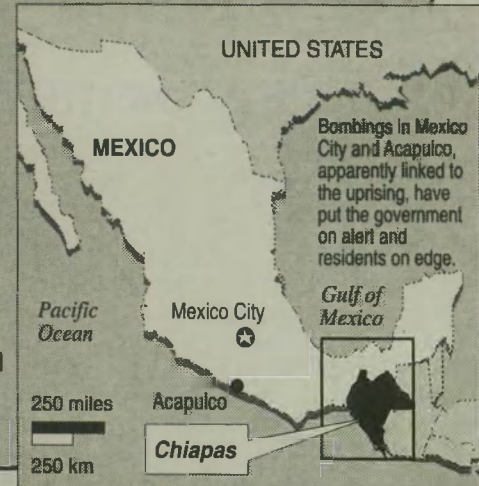 UNITED STATES
MEXICO
Bombings in Mexico
City and Acapulco,
apparently linked to
the uprising, have
put the government
on alert and
residents on edge.
Gulf of
Mexico
Pacific
Ocean
Mexico City
250 miles
250 km
Acapulco
Chiapas